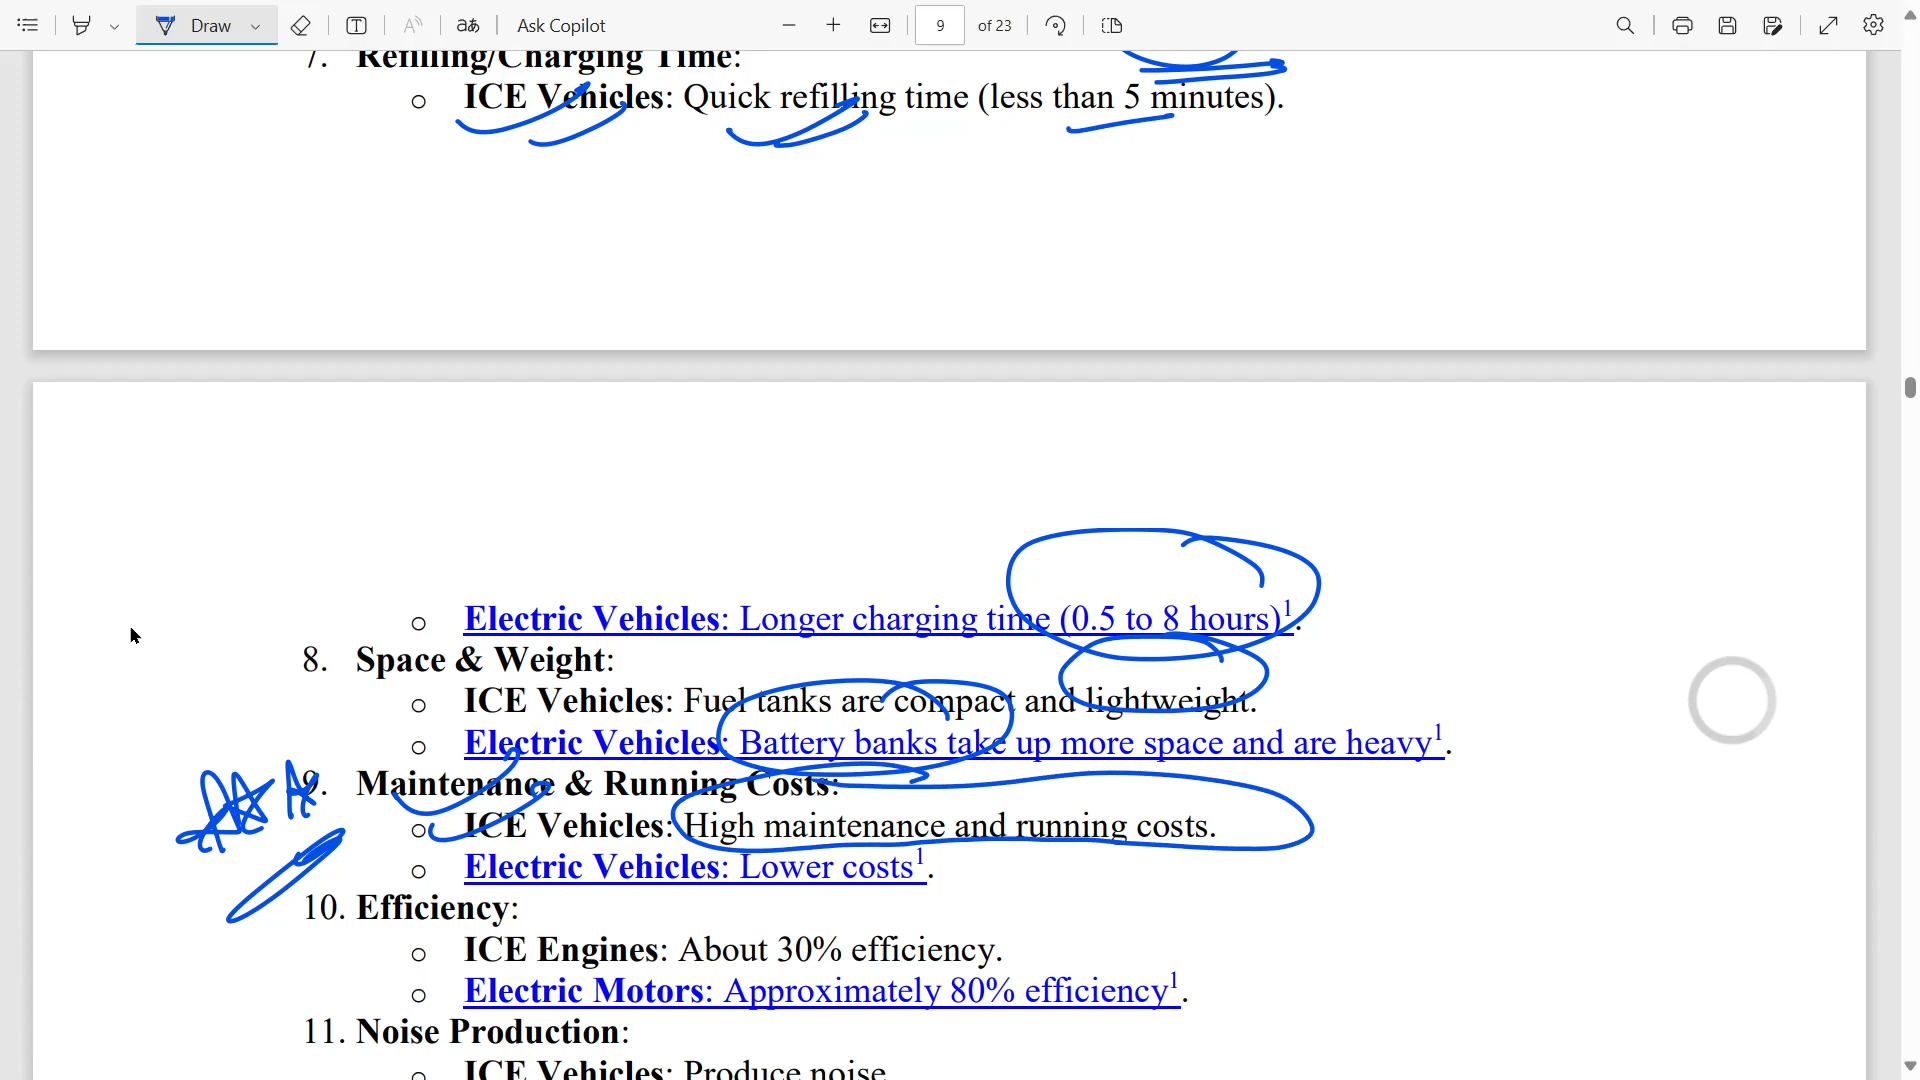 Draw
Ask Copilot
9 of 23
7. Refilling/Charging Time:
o ICE Vehicles: Quick refilling time (less than 5 minutes).
o Electric Vehicles: Longer charging time (0.5 to 8 hours)1.
8. Space & Weight:
o ICE Vehicles: Fuel tanks are compact and lightweight.
o Electric Vehicles: Battery banks take up more space and are heavy1.
9. Maintenance & Running Costs:
o ICE Vehicles: High maintenance and running costs.
o Electric Vehicles: Lower costs1.
10. Efficiency:
o ICE Engines: About 30% efficiency.
o Electric Motors: Approximately 80% efficiency1.
11. Noise Production:
o ICE Vehicles: Produce noise